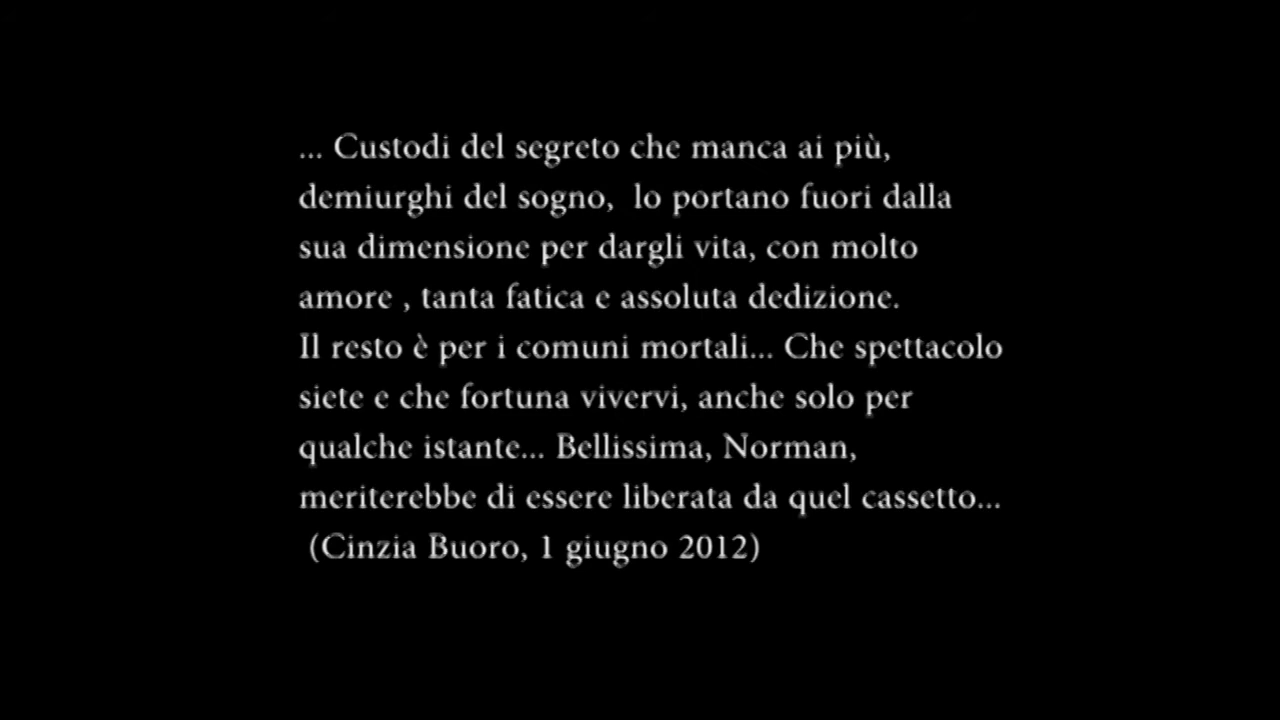 ... Custodi del segreto che manca ai più,
demiurghi del sogno,  lo portano fuori dalla
sua dimensione per dargli vita, con molto
amore , tanta fatica e assoluta dedizione.
Il resto è per i comuni mortali... Che spettacolo
siete e che fortuna vivervi, anche solo per
qualche istante... Bellissima, Norman,
meriterebbe di essere liberata da quel cassetto...
(Cinzia Buoro, 1 giugno 2012)